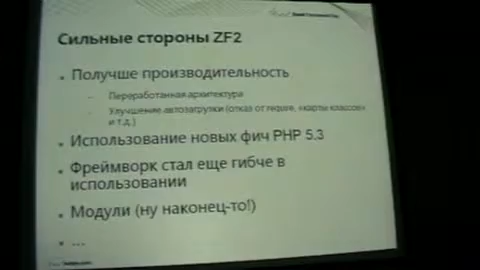 Сильные стороны ZF2
• Получше производительность
– Переработанная архитектура
– Улучшение автозагрузки (отказ от require, «карты классов»
и т.д.)
• Использование новых фич PHP 5.3
• Фреймворк стал еще гибче в
использовании
• Модули (ну наконец-то!)
• ...